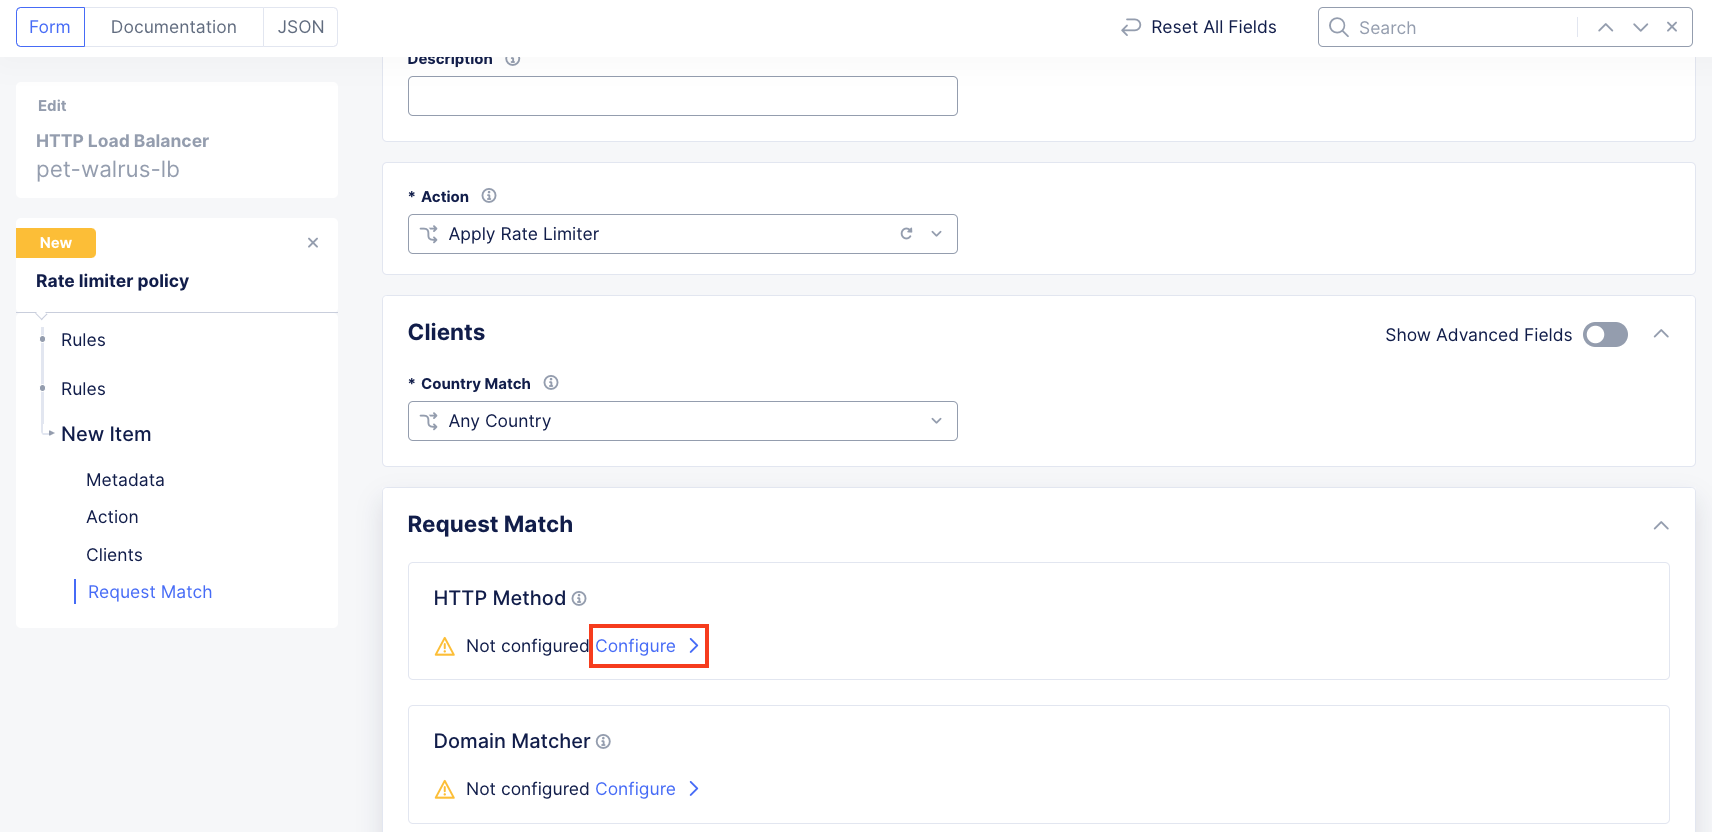 Form Documentation JSON Reset All Fields Search
Description
Edit
HTTP Load Balancer
pet-walrus-lb
New
Rate limiter policy
Rules
Rules
New Item
Metadata
Action
Clients
Request Match
* Action
Apply Rate Limiter
Clients Show Advanced Fields
* Country Match
Any Country
Request Match
HTTP Method
Not configured Configure
Domain Matcher
Not configured Configure